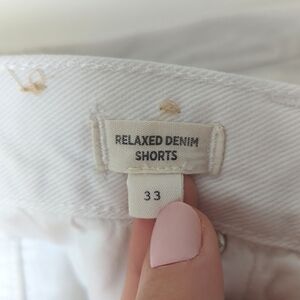 RELAXED DENIM
SHORTS
33